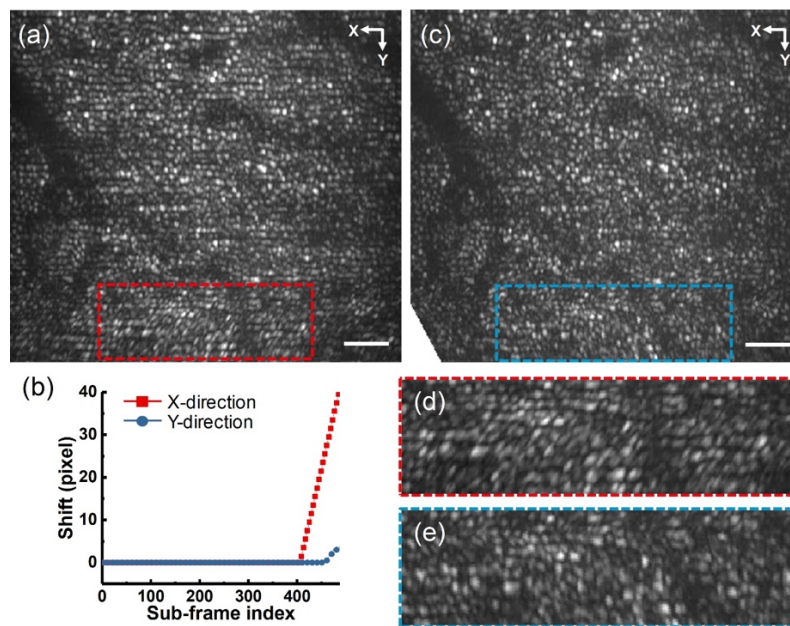 (a)
X
Y
(c)
X
Y
(b)
40
30
20
10
0
Shift (pixel)
X-direction
Y-direction
0 100 200 300 400
Sub-frame index
(d)
(e)